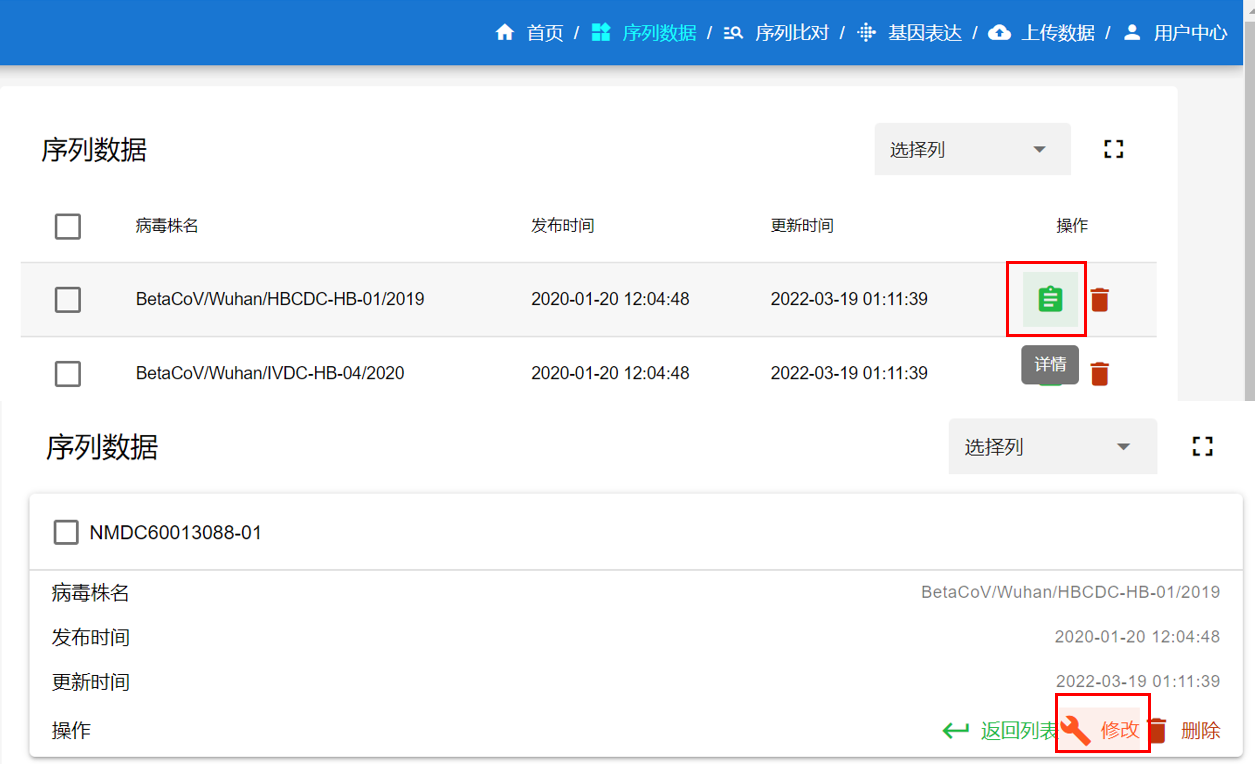 首页 / 序列数据 / 序列比对 / 基因表达 / 上传数据 / 用户中心
序列数据 选择列
病毒株名 发布时间 更新时间 操作
BetaCoV/Wuhan/HBCDC-HB-01/2019 2020-01-20 12:04:48 2022-03-19 01:11:39
BetaCoV/Wuhan/IVDC-HB-04/2020 2020-01-20 12:04:48 2022-03-19 01:11:39 详情
序列数据 选择列
NMDC60013088-01
病毒株名 BetaCoV/Wuhan/HBCDC-HB-01/2019
发布时间 2020-01-20 12:04:48
更新时间 2022-03-19 01:11:39
操作 返回列表 修改 删除